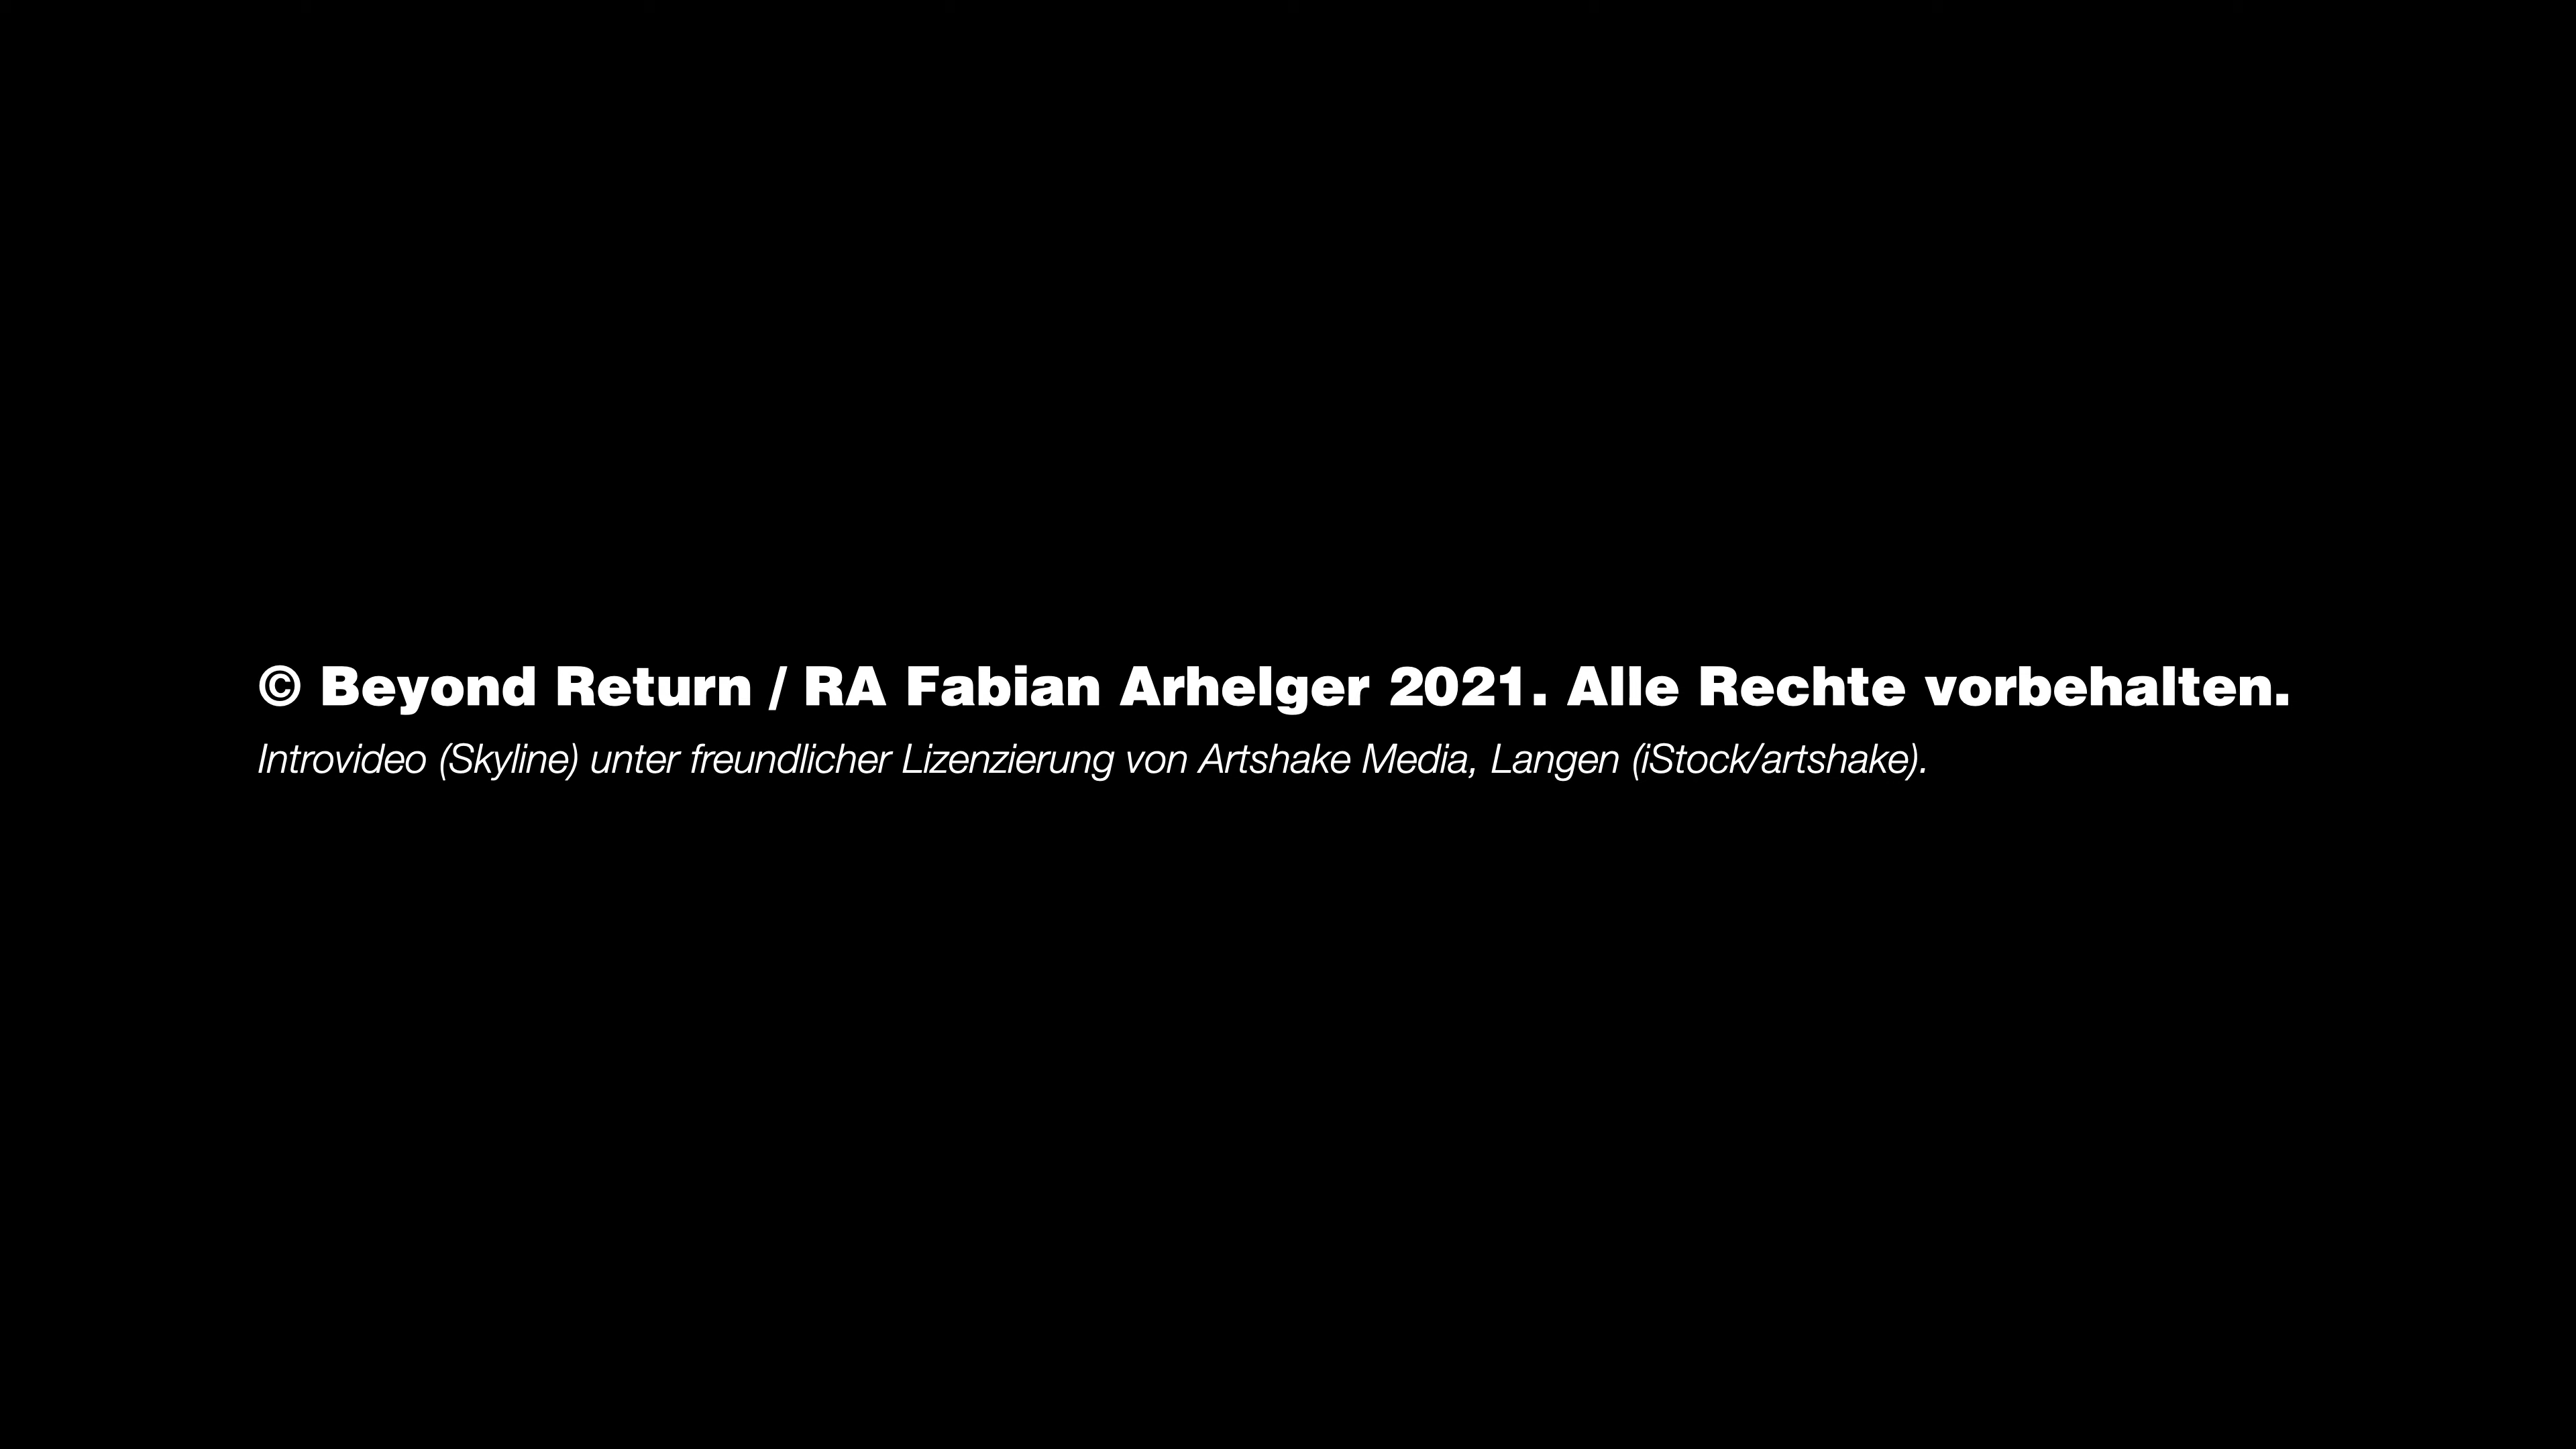 © Beyond Return / RA Fabian Arhelger 2021. Alle Rechte vorbehalten.
Introvideo (Skyline) unter freundlicher Lizenzierung von Artshake Media, Langen (iStock/artshake).